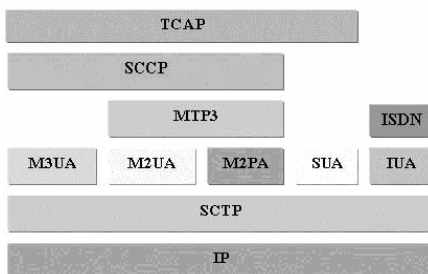 TCAP
SCCP
MTP3 ISDN
M3UA M2UA M2PA SUA IUA
SCTP
IP